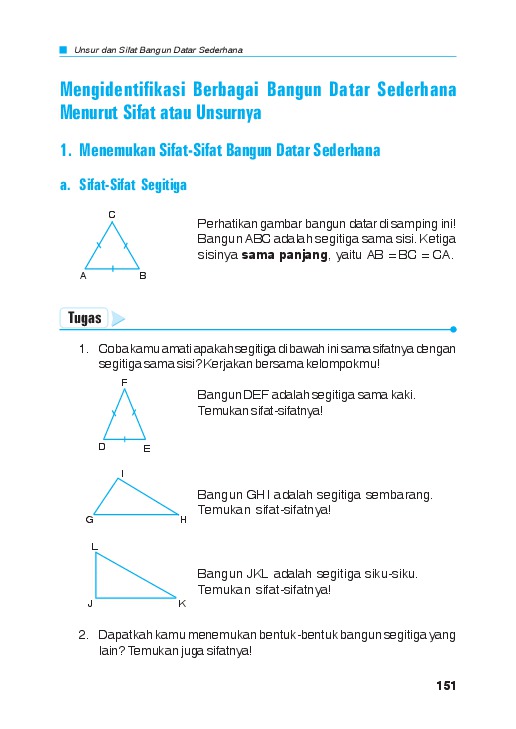 Unsur dan Sifat Bangun Datar Sederhana
Mengidentifikasi Berbagai Bangun Datar Sederhana
Menurut Sifat atau Unsurnya
1. Menemukan Sifat-Sifat Bangun Datar Sederhana
a. Sifat-Sifat Segitiga
C
A B
Perhatikan gambar bangun datar di samping ini!
Bangun ABC adalah segitiga sama sisi. Ketiga
sisinya sama panjang, yaitu AB = BC = CA.
Tugas
1. Coba kamu amati apakah segitiga di bawah ini sama sifatnya dengan
segitiga sama sisi? Kerjakan bersama kelompokmu!
F
D E
Bangun DEF adalah segitiga sama kaki.
Temukan sifat-sifatnya!
I
G H
Bangun GHI adalah segitiga sembarang.
Temukan sifat-sifatnya!
L
J K
Bangun JKL adalah segitiga siku-siku.
Temukan sifat-sifatnya!
2. Dapatkah kamu menemukan bentuk-bentuk bangun segitiga yang
lain? Temukan juga sifatnya!
151